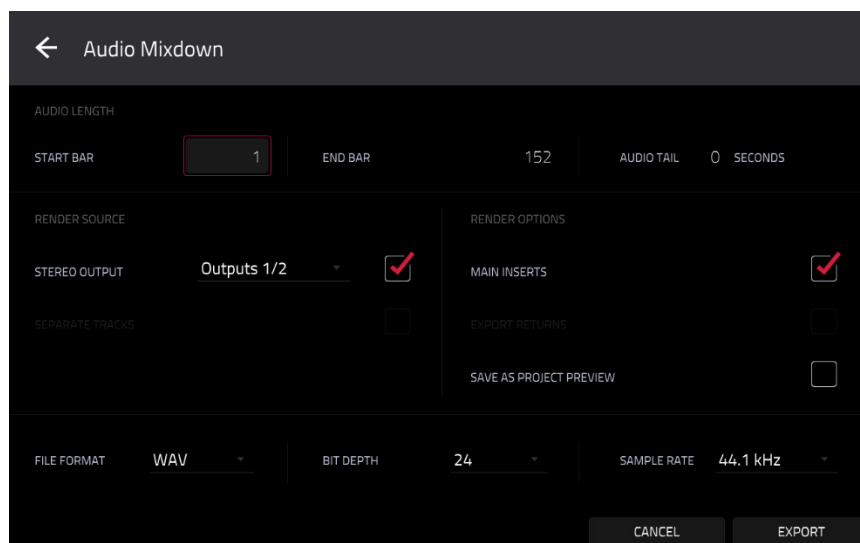 Audio Mixdown
AUDIO LENGTH
START BAR 1 END BAR 152 AUDIO TAIL 0 SECONDS
RENDER SOURCE RENDER OPTIONS
STEREO OUTPUT Outputs 1/2 MAIN INSERTS
SEPARATE TRACKS EXPORT RETURNS
SAVE AS PROJECT PREVIEW
FILE FORMAT WAV BIT DEPTH 24 SAMPLE RATE 44.1 kHz
CANCEL EXPORT